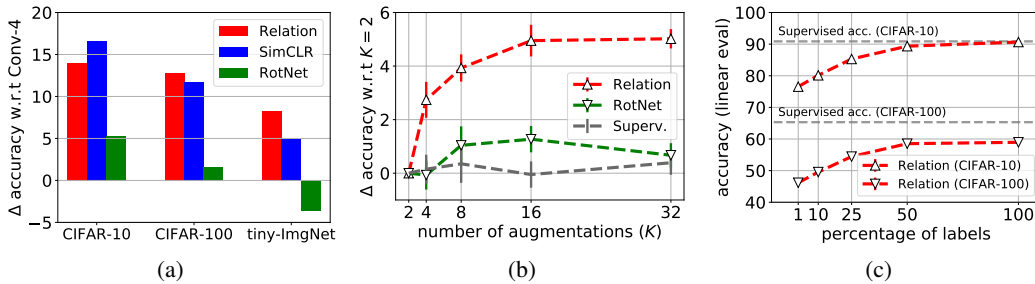 Δ accuracy w.r.t Conv-4
20
15
10
5
0
−5
Relation
SimCLR
RotNet
CIFAR-10 CIFAR-100 tiny-ImgNet
(a)
Δ accuracy w.r.t K = 2
6
4
2
0
Relation
RotNet
Superv.
2 4 8 16 32
number of augmentations (K)
(b)
accuracy (linear eval)
100
80
60
40
Supervised acc. (CIFAR-10)
Supervised acc. (CIFAR-100)
Relation (CIFAR-10)
Relation (CIFAR-100)
1 10 25 50 100
percentage of labels
(c)